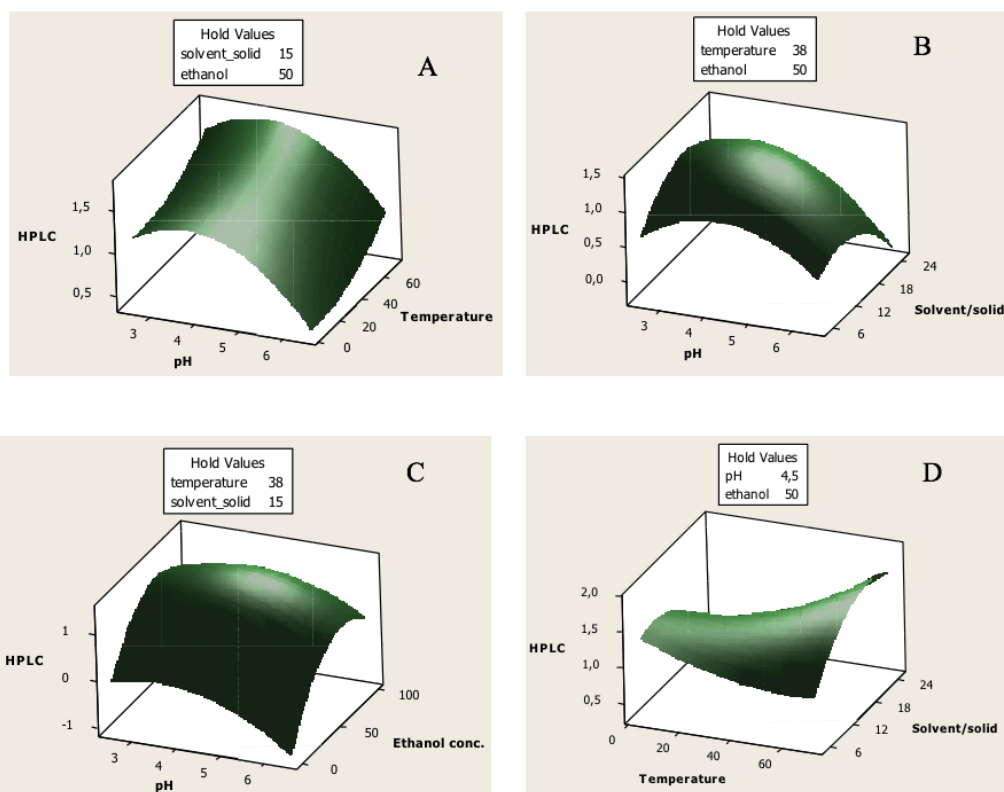 Hold Values
solvent_solid 15
ethanol 50
A
1,5
HPLC
1,0
0,5
3
4
5
6
pH
0
20
40
60
Temperature
Hold Values
temperature 38
ethanol 50
B
1,5
1,0
HPLC
0,5
0,0
3
4
5
6
pH
6
12
18
24
Solvent/solid
Hold Values
temperature 38
solvent_solid 15
C
1
HPLC
0
-1
3
4
5
6
pH
0
50
100
Ethanol conc.
Hold Values
pH 4,5
ethanol 50
D
2,0
1,5
HPLC
1,0
0,5
0
20
40
60
Temperature
6
12
18
24
Solvent/solid